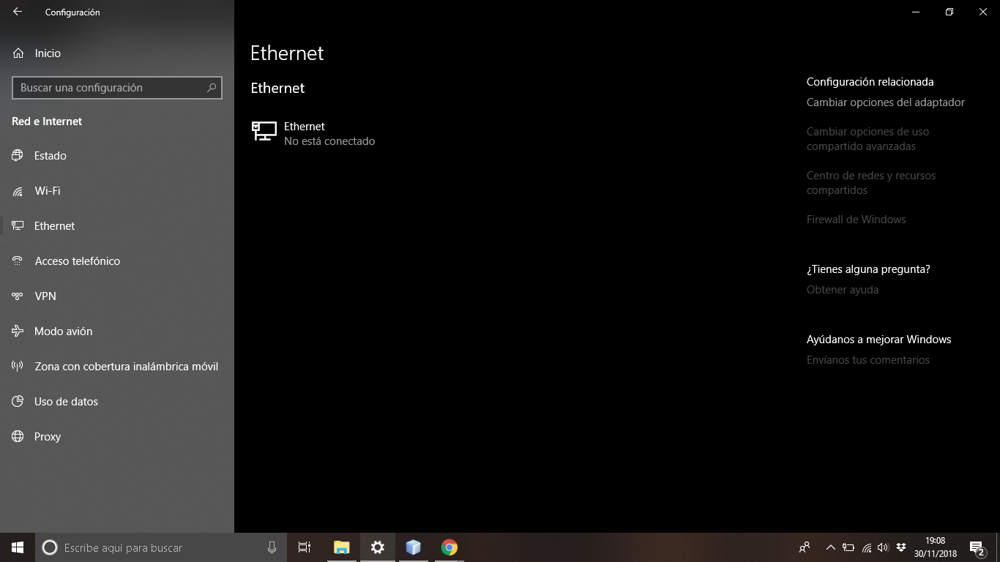 Configuración
Inicio
Buscar una configuración
Red e Internet
Estado
Wi-Fi
Ethernet
Acceso telefónico
VPN
Modo avión
Zona con cobertura inalámbrica móvil
Uso de datos
Proxy
Ethernet
Ethernet
Ethernet
No está conectado
Configuración relacionada
Cambiar opciones del adaptador
Cambiar opciones de uso
compartido avanzadas
Centro de redes y recursos
compartidos
Firewall de Windows
¿Tienes alguna pregunta?
Obtener ayuda
Ayúdanos a mejorar Windows
Envíanos tus comentarios
Escribe aquí para buscar
19:08
30/11/2018
2